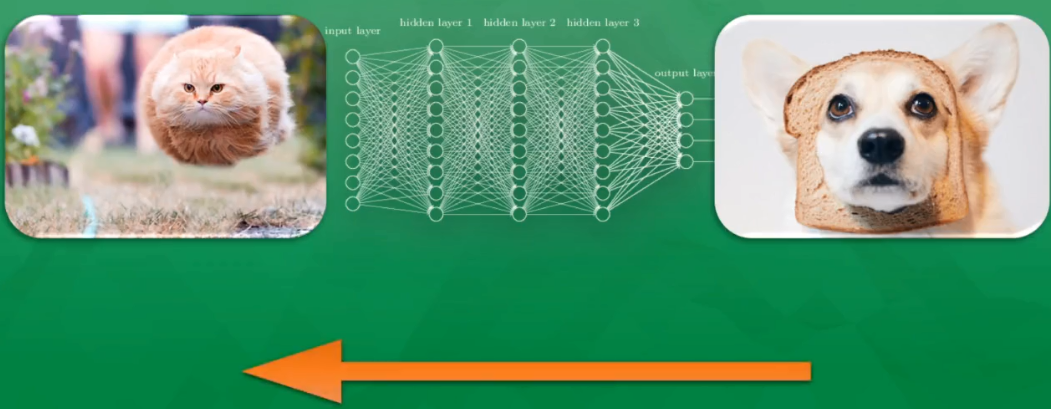 input layer
hidden layer 1
hidden layer 2
hidden layer 3
output layer